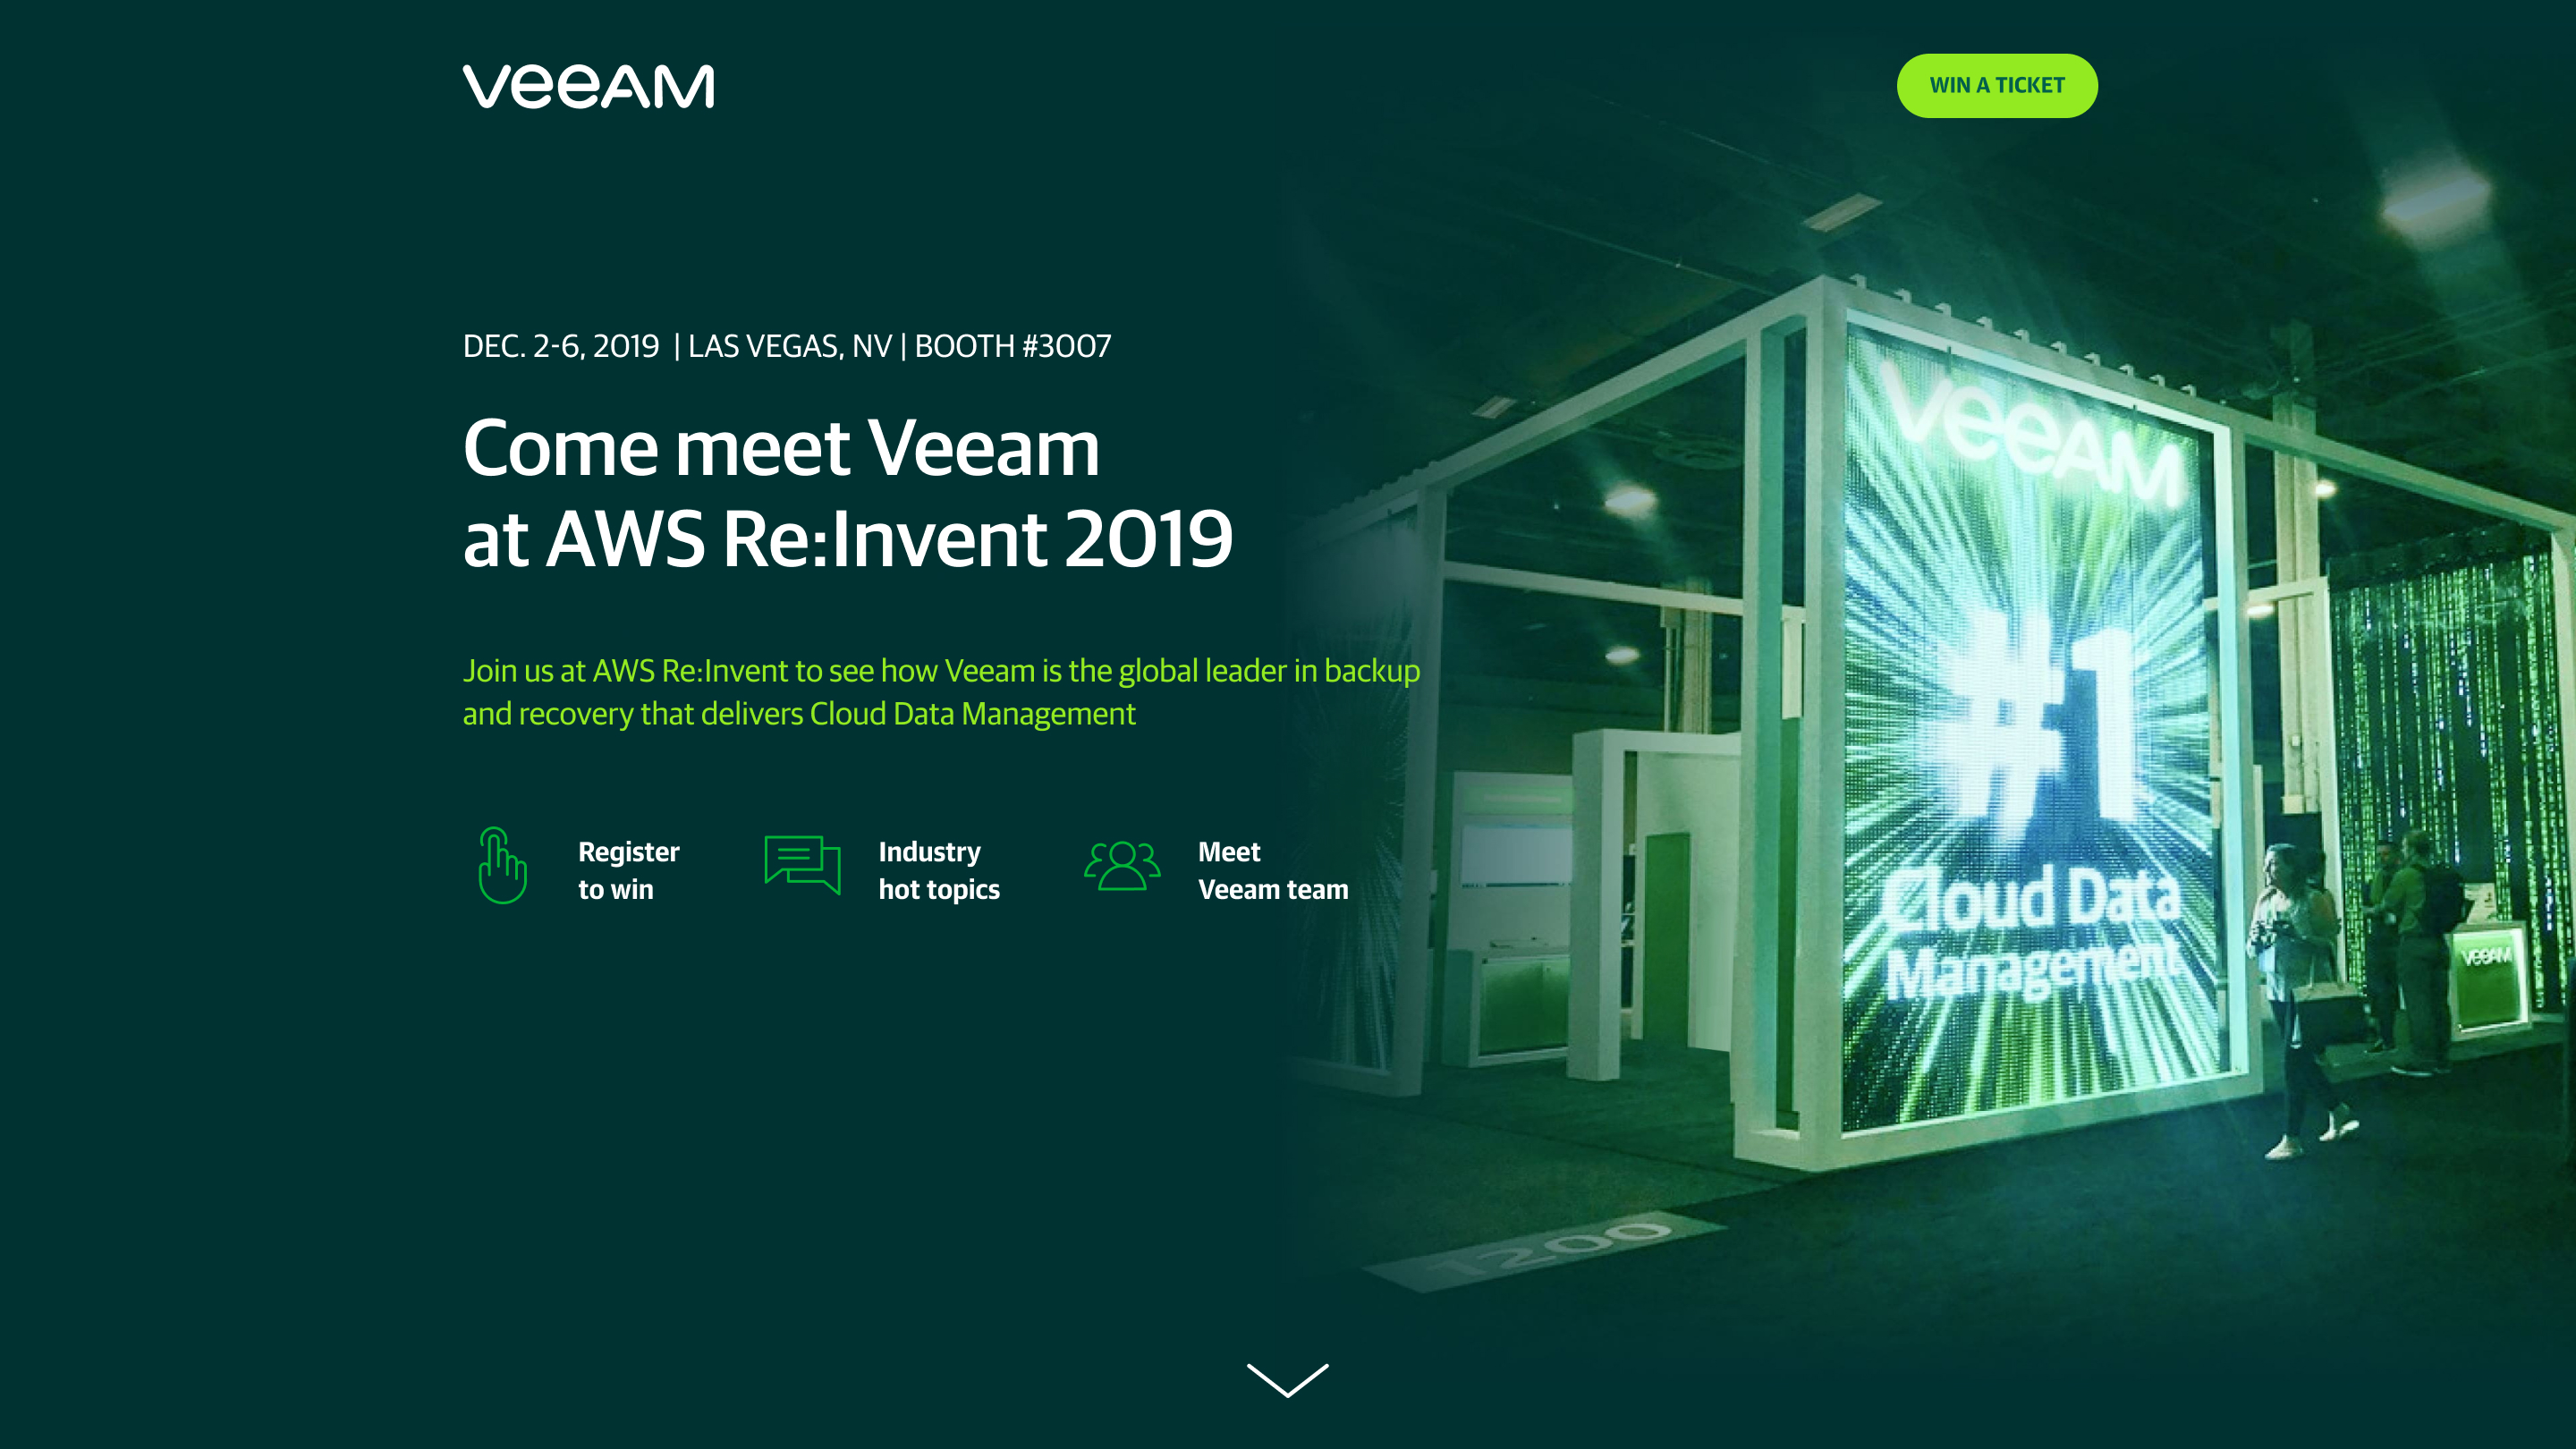 veeam
WIN A TICKET
DEC. 2-6, 2019 | LAS VEGAS, NV | BOOTH #3007
Come meet Veeam
at AWS Re:Invent 2019
Join us at AWS Re:Invent to see how Veeam is the global leader in backup
and recovery that delivers Cloud Data Management
Register
to win
Industry
hot topics
Meet
Veeam team
veeam
#1
Cloud Data
Management
veeam
1200